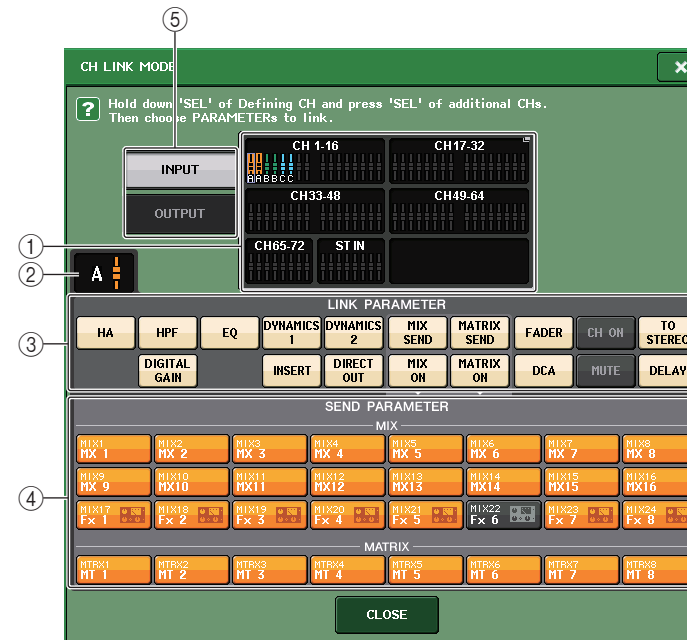 ⑤
CH LINK MODE
? Hold down 'SEL' of Defining CH and press 'SEL' of additional CHs.
Then choose PARAMETERs to link.
INPUT
OUTPUT
CH 1-16
CH17-32
AABBCC
CH33-48
CH49-64
CH65-72
ST IN
①
②
A
LINK PARAMETER
③
HA
HPF
EQ
DYNAMICS 1
DYNAMICS 2
MIX SEND
MATRIX SEND
FADER
CH ON
TO STEREO
DIGITAL GAIN
INSERT
DIRECT OUT
MIX ON
MATRIX ON
DCA
MUTE
DELAY
SEND PARAMETER
MIX
④
MIX1 MIX2 MIX3 MIX4 MIX5 MIX6 MIX7 MIX8
MX 1 MX 2 MX 3 MX 4 MX 5 MX 6 MX 7 MX 8
MIX9 MIX10 MIX11 MIX12 MIX13 MIX14 MIX15 MIX16
MX 9 MX10 MX11 MX12 MX13 MX14 MX15 MX16
MIX17 MIX18 MIX19 MIX20 MIX21 MIX22 MIX23 MIX24
Fx 1 Fx 2 Fx 3 Fx 4 Fx 5 Fx 6 Fx 7 Fx 8
MATRIX
MTRX1 MTRX2 MTRX3 MTRX4 MTRX5 MTRX6 MTRX7 MTRX8
MT 1 MT 2 MT 3 MT 4 MT 5 MT 6 MT 7 MT 8
CLOSE